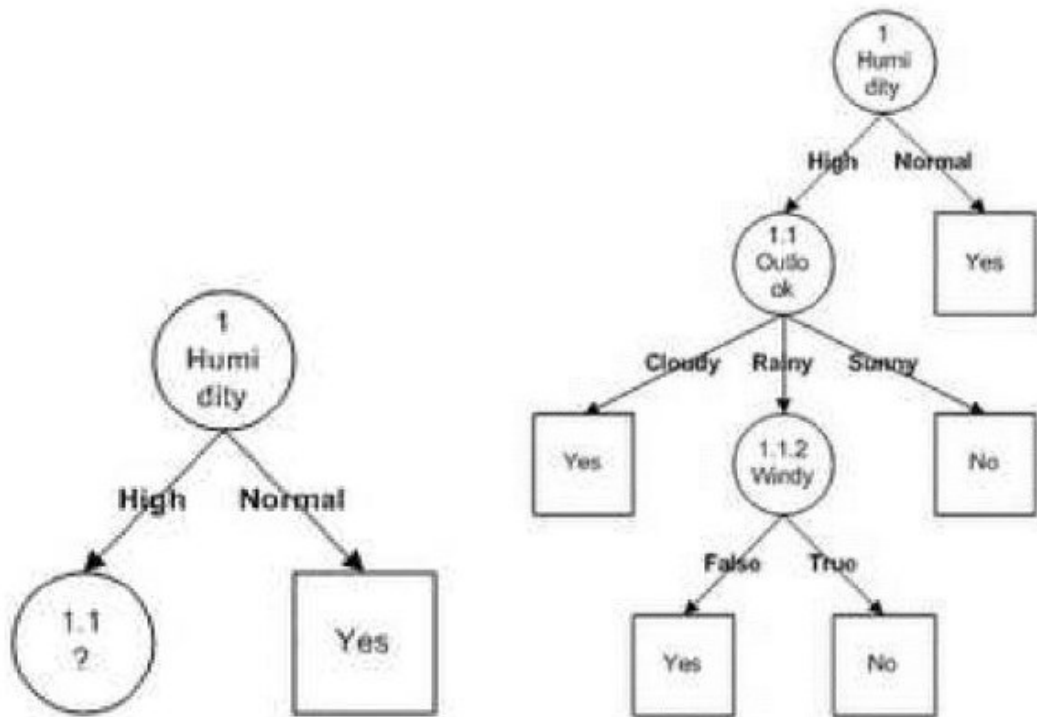 1
Humi
dity
High
Normal
1.1
?
Yes
1
Humi
dity
High
Normal
1.1
Outlo
ok
Yes
Cloudy
Rainy
Sunny
Yes
1.1.2
Windy
No
False
True
Yes
No